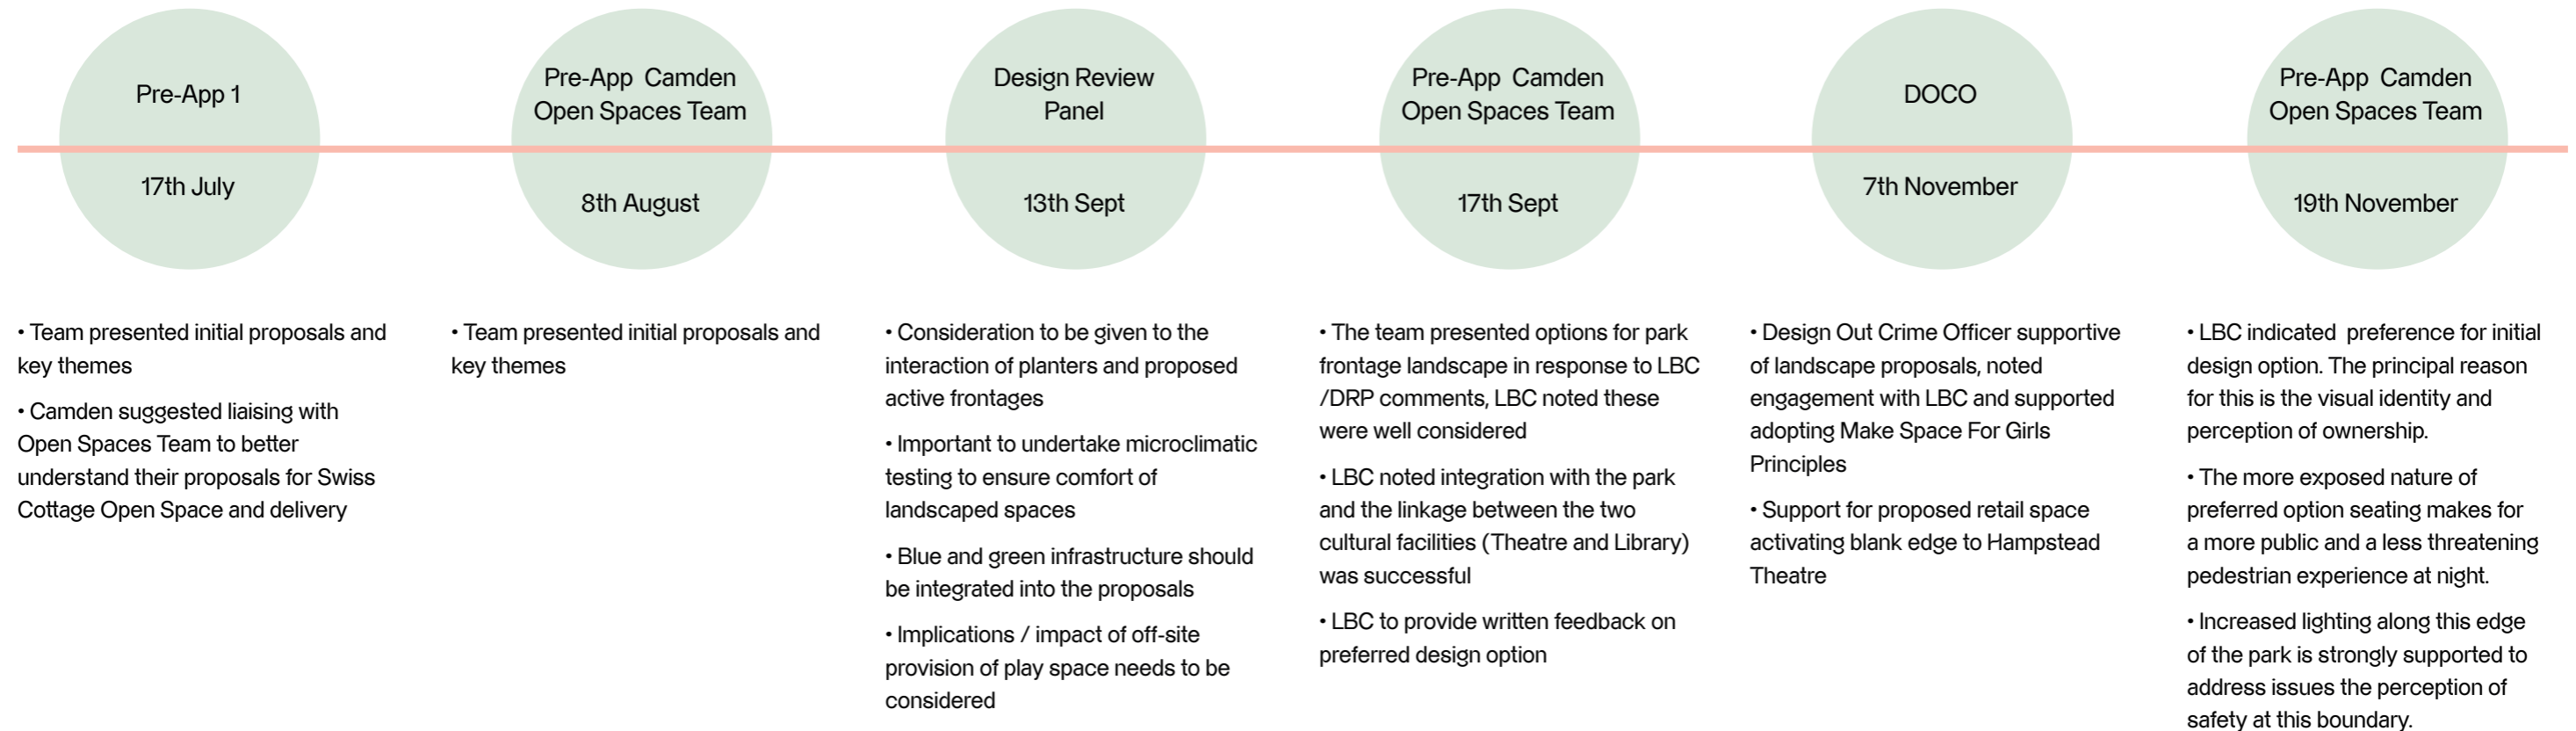 Pre-App 1
17th July
• Team presented initial proposals and
key themes
• Camden suggested liaising with
Open Spaces Team to better
understand their proposals for Swiss
Cottage Open Space and delivery
Pre-App Camden
Open Spaces Team
8th August
• Team presented initial proposals and
key themes
Design Review
Panel
13th Sept
• Consideration to be given to the
interaction of planters and proposed
active frontages
• Important to undertake microclimatic
testing to ensure comfort of
landscaped spaces
• Blue and green infrastructure should
be integrated into the proposals
• Implications / impact of off-site
provision of play space needs to be
considered
Pre-App Camden
Open Spaces Team
17th Sept
• The team presented options for park
frontage landscape in response to LBC
/DRP comments, LBC noted these
were well considered
• LBC noted integration with the park
and the linkage between the two
cultural facilities (Theatre and Library)
was successful
• LBC to provide written feedback on
preferred design option
DOCO
7th November
• Design Out Crime Officer supportive
of landscape proposals, noted
engagement with LBC and supported
adopting Make Space For Girls
Principles
• Support for proposed retail space
activating blank edge to Hampstead
Theatre
Pre-App Camden
Open Spaces Team
19th November
• LBC indicated preference for initial
design option. The principal reason
for this is the visual identity and
perception of ownership.
• The more exposed nature of
preferred option seating makes for
a more public and a less threatening
pedestrian experience at night.
• Increased lighting along this edge
of the park is strongly supported to
address issues the perception of
safety at this boundary.